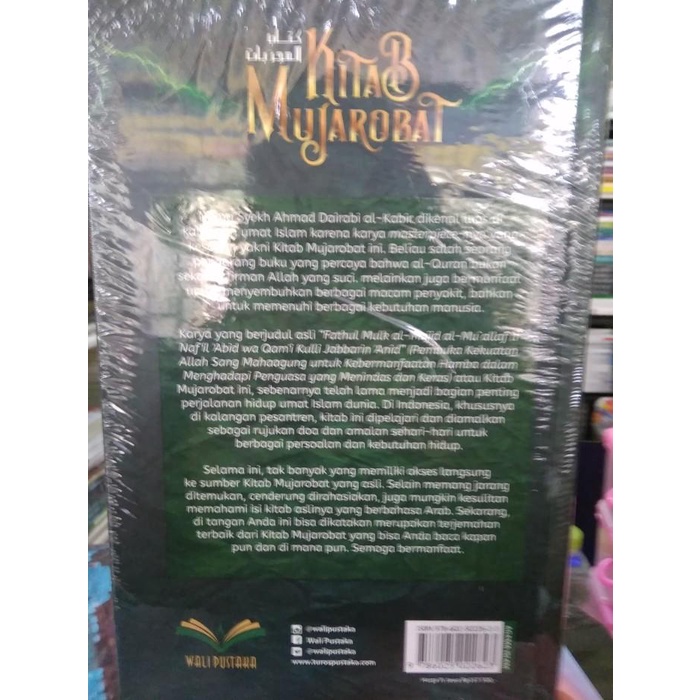 كتاب
المجربات
KITAB
MUJAROBAT
Syekh Ahmad Dairabi al-Kabir dikenal luas di
umat Islam karena karya masterpiece
yakni Kitab Mujarobat ini. Beliau salah seorang
buku yang percaya bahwa al-Quran bukan
firman Allah yang suci, melainkan juga bermanfaat
menyembuhkan berbagai macam penyakit, bahkan
untuk memenuhi berbagai kebutuhan manusia.
Karya yang berjudul asli "Fathul Mulk al-Majid al-Mu'allaf li
Naf'il 'Abid wa Qam'i Kulli Jabbarin 'Anid" (Pembuka Kekuatan
Allah Sang Mahaagung untuk Kebermanfaatan Hamba dalam
Menghadapi Penguasa yang Menindas dan Keras) atau Kitab
Mujarobat ini, sebenarnya telah lama menjadi bagian penting
perjalanan hidup umat Islam dunia. Di Indonesia, khususnya
di kalangan pesantren, kitab ini dipelajari dan diamalkan
sebagai rujukan doa dan amalan sehari-hari untuk
berbagai persoalan dan kebutuhan hidup.
Selama ini, tak banyak yang memiliki akses langsung
ke sumber Kitab Mujarobat yang asli. Selain memang jarang
ditemukan, cenderung dirahasiakan, juga mungkin kesulitan
memahami isi kitab aslinya yang berbahasa Arab. Sekarang,
di tangan Anda ini bisa dikatakan merupakan terjemahan
terbaik dari Kitab Mujarobat yang bisa Anda baca kapan
pun dan di mana pun. Semoga bermanfaat.
WALI PUSTAKA
@walipustaka
Wali Pustaka
@walipustaka
www.turospustaka.com